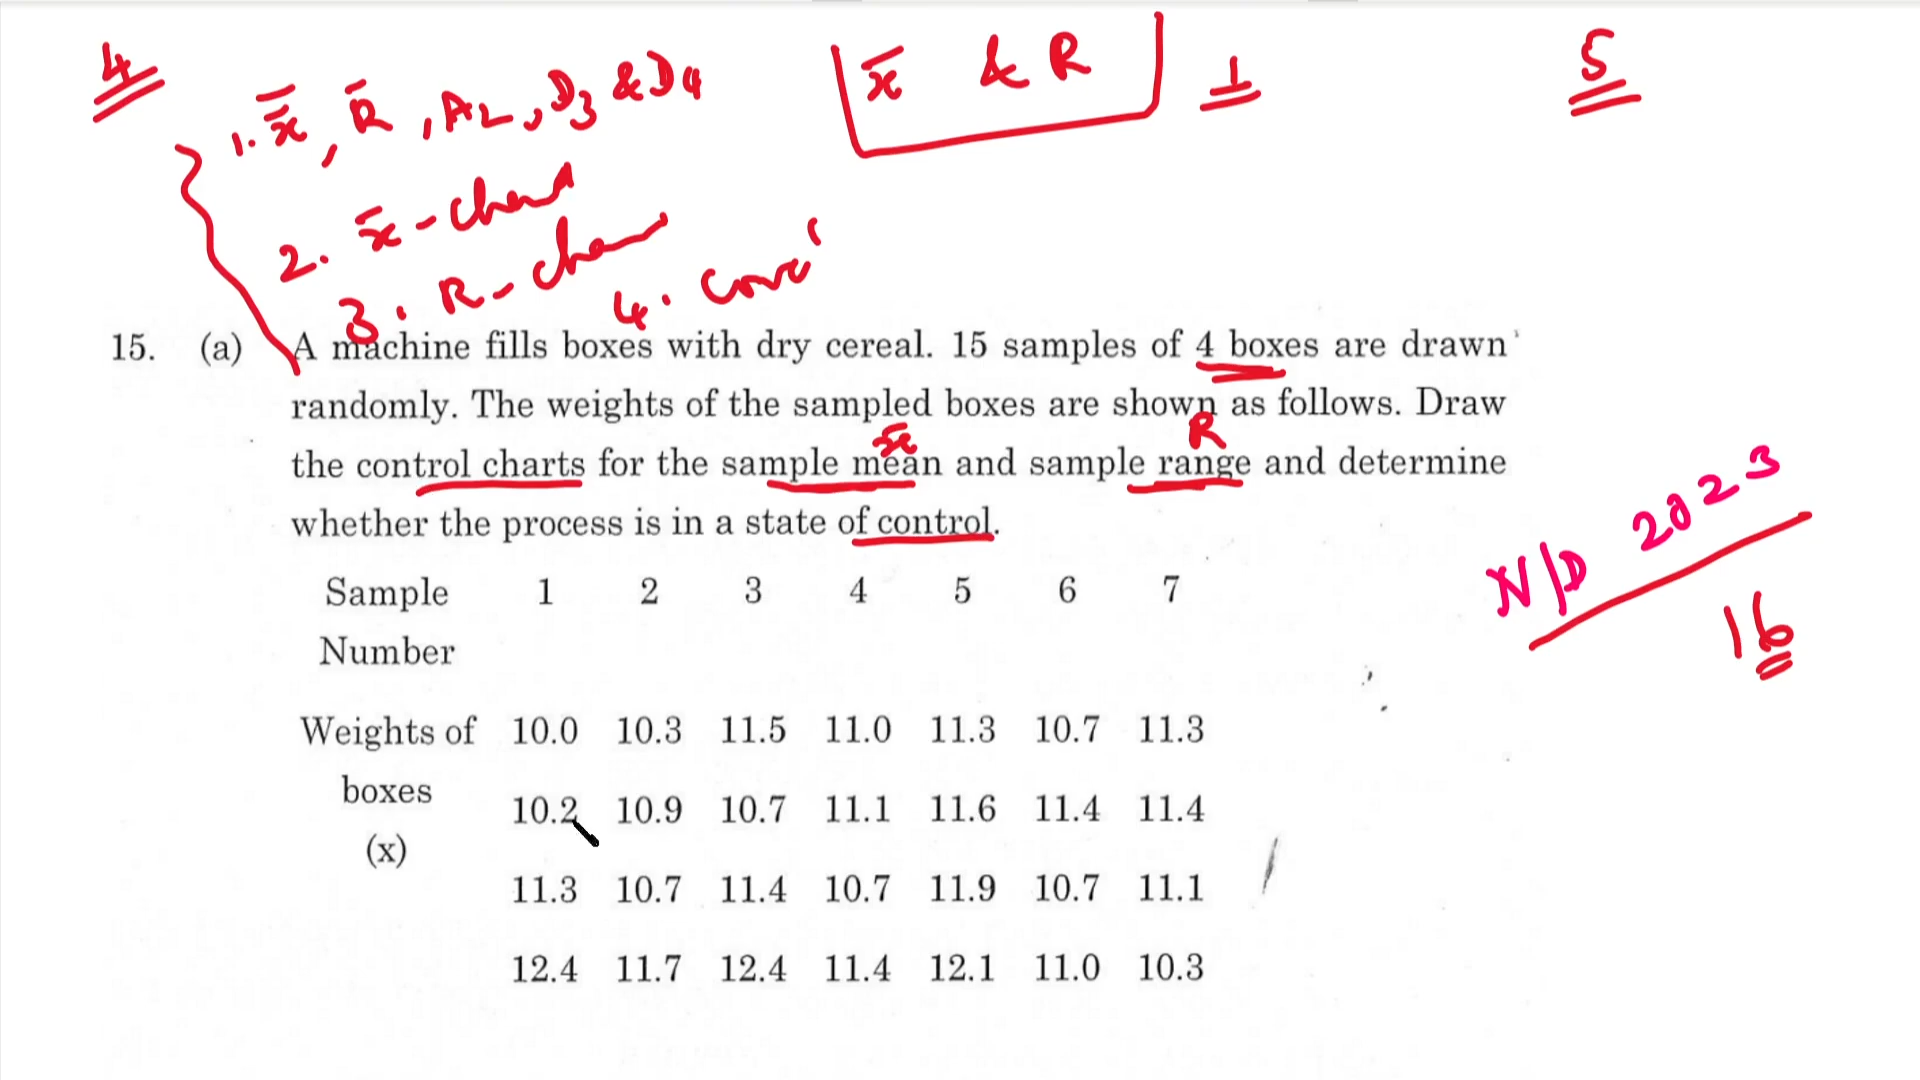 4
x̄ & R
1
5
1. x̿, R̄, A2, D3 & D4
2. x̄ - chart
3. R - char
4.
15. (a) A machine fills boxes with dry cereal. 15 samples of 4 boxes are drawn
randomly. The weights of the sampled boxes are shown as follows. Draw
x̄ R
the control charts for the sample mean and sample range and determine
whether the process is in a state of control.
N/D 2023
16
Sample 1 2 3 4 5 6 7
Number
Weights of 10.0 10.3 11.5 11.0 11.3 10.7 11.3
boxes
10.2 10.9 10.7 11.1 11.6 11.4 11.4
(x)
11.3 10.7 11.4 10.7 11.9 10.7 11.1
12.4 11.7 12.4 11.4 12.1 11.0 10.3